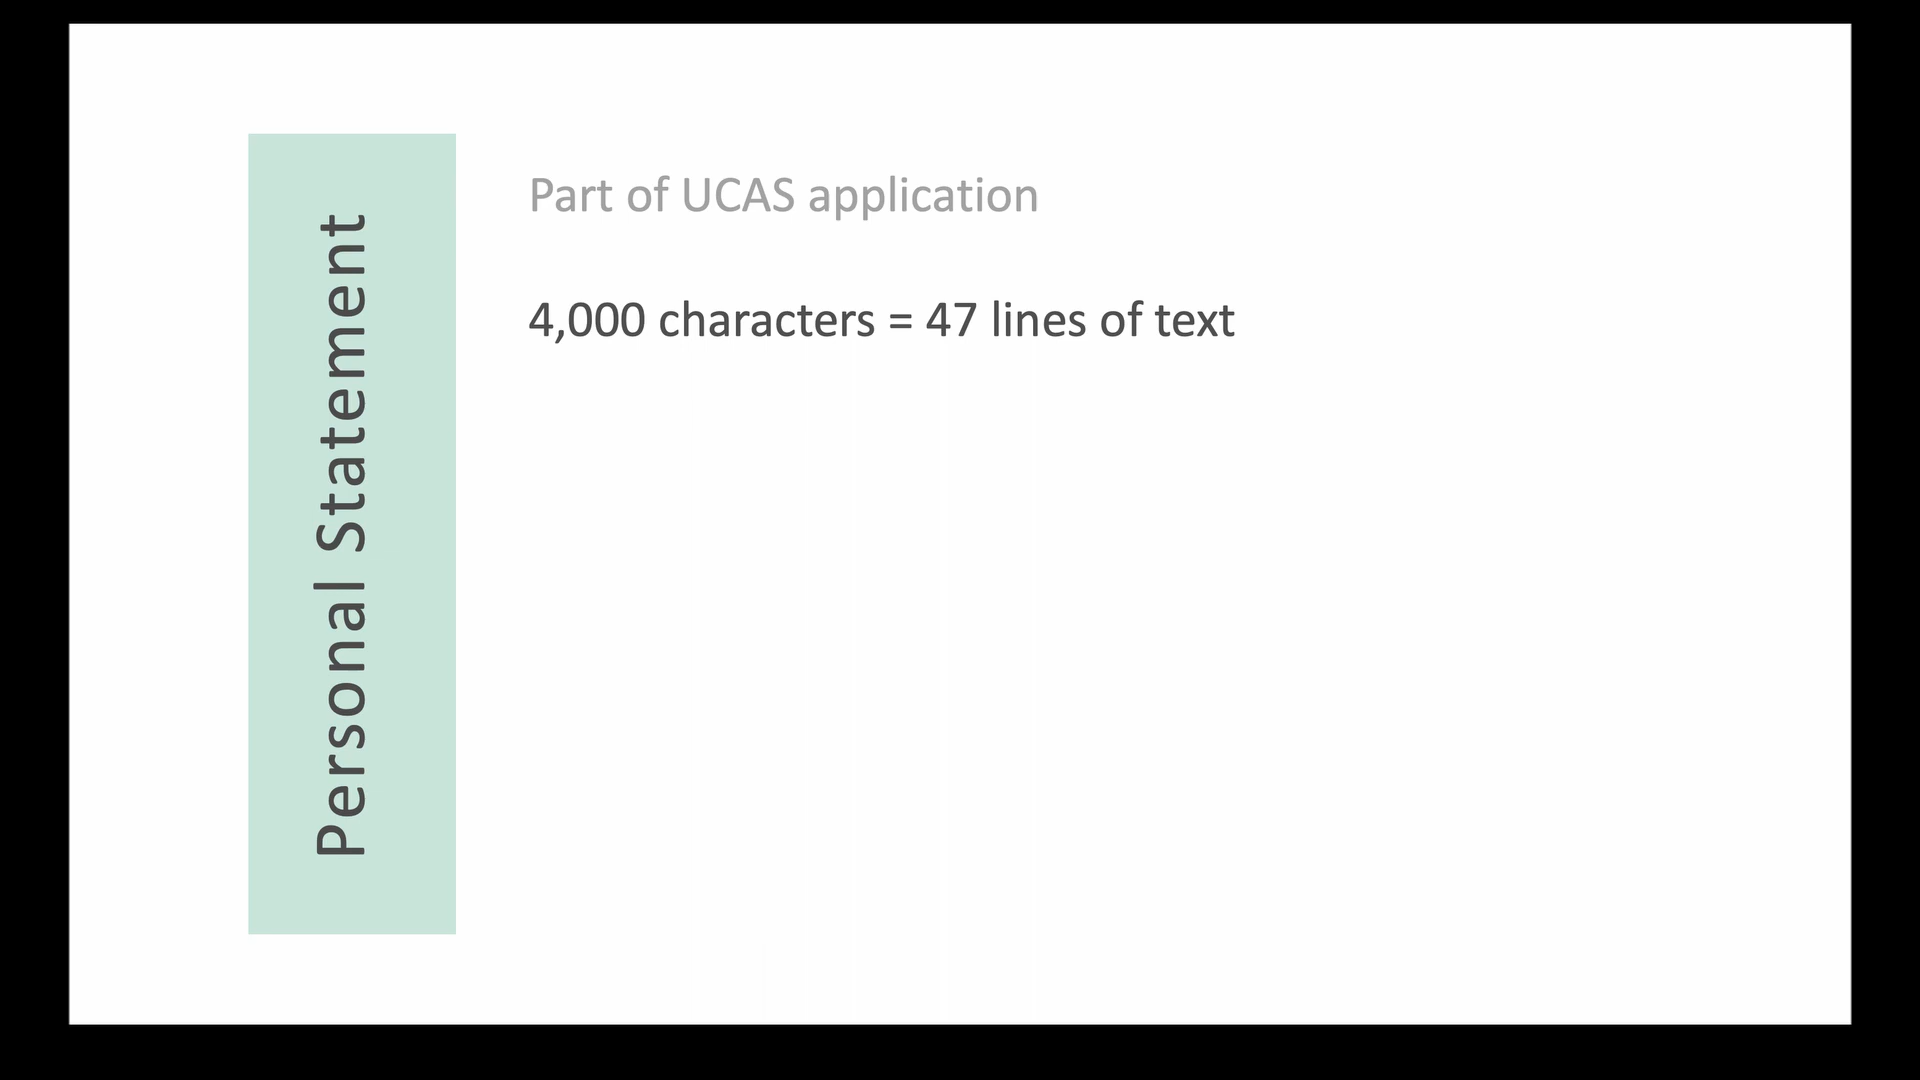 Personal Statement
Part of UCAS application
4,000 characters = 47 lines of text